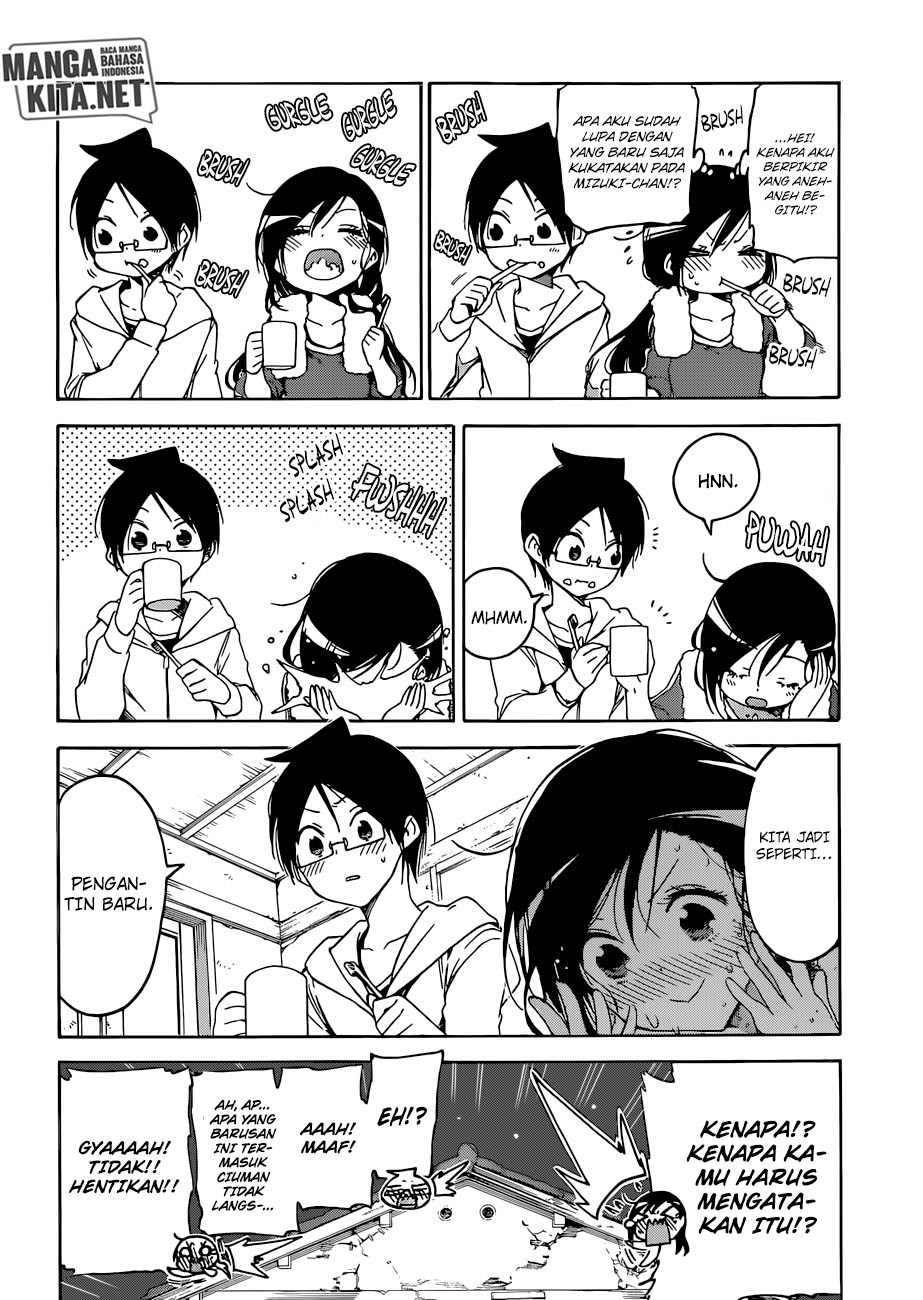 MANGA
KITA.NET
BACA MANGA
BAHASA
INDONESIA
BRUSH
...HEI!
KENAPA AKU
BERPIKIR
YANG ANEH-
ANEH BE-
GITU!?
BRUSH
APA AKU SUDAH
LUPA DENGAN
YANG BARU SAJA
KUKATAKAN PADA
MIZUKI-CHAN!?
BRUSH
BRUSH
BRUSH
BRUSH
GURGLE
GURGLE
GURGLE
BRUSH
BRUSH
HNN.
PUWAH
MHMM.
SPLASH
SPLASH
FWSHHH
KITA JADI
SEPERTI...
PENGAN-
TIN BARU.
KENAPA!?
KENAPA KA-
MU HARUS
MENGATA-
KAN ITU!?
EH!?
AAAH!
MAAF!
AH, AP...
APA YANG
BARUSAN
INI TER-
MASUK
CIUMAN
TIDAK
LANGS-...
GYAAAAH!
TIDAK!!
HENTIKAN!!